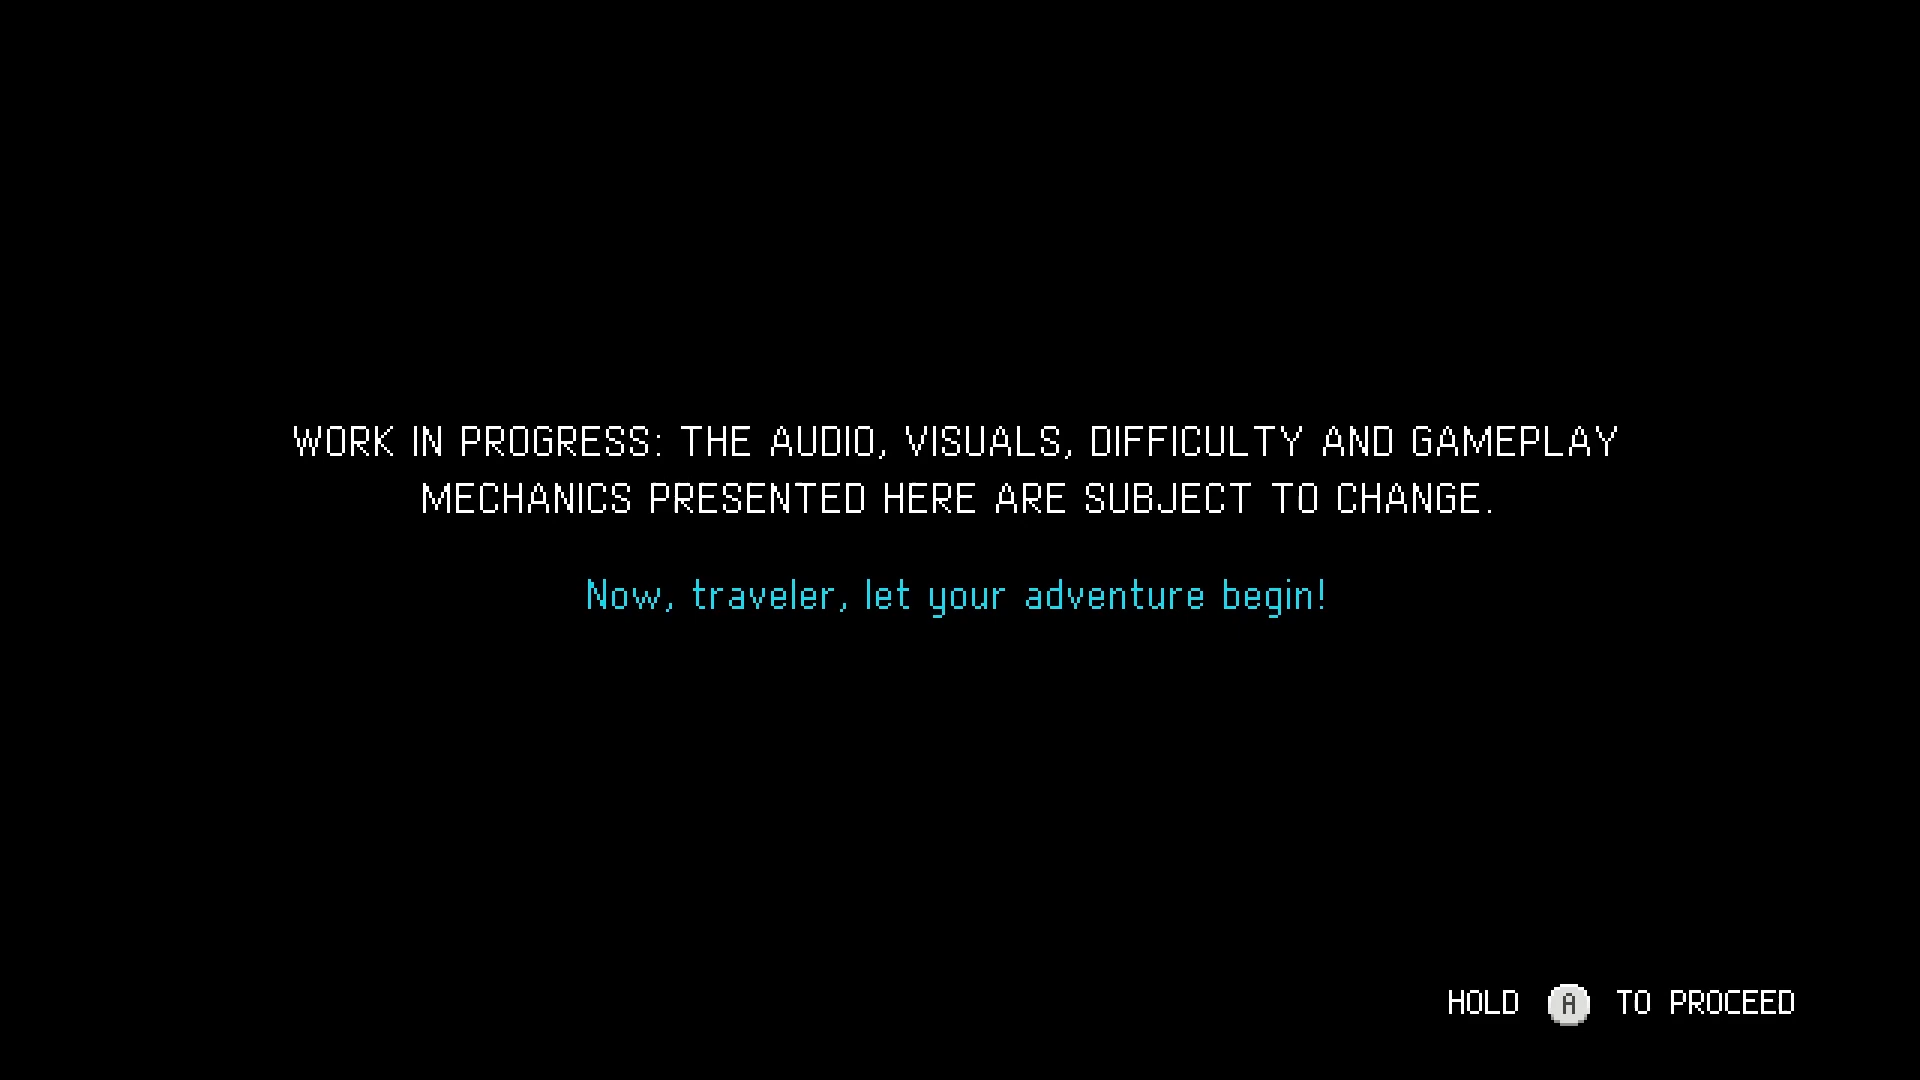 WORK IN PROGRESS: THE AUDIO, VISUALS, DIFFICULTY AND GAMEPLAY
MECHANICS PRESENTED HERE ARE SUBJECT TO CHANGE.
Now, traveler, let your adventure begin!
HOLD A TO PROCEED